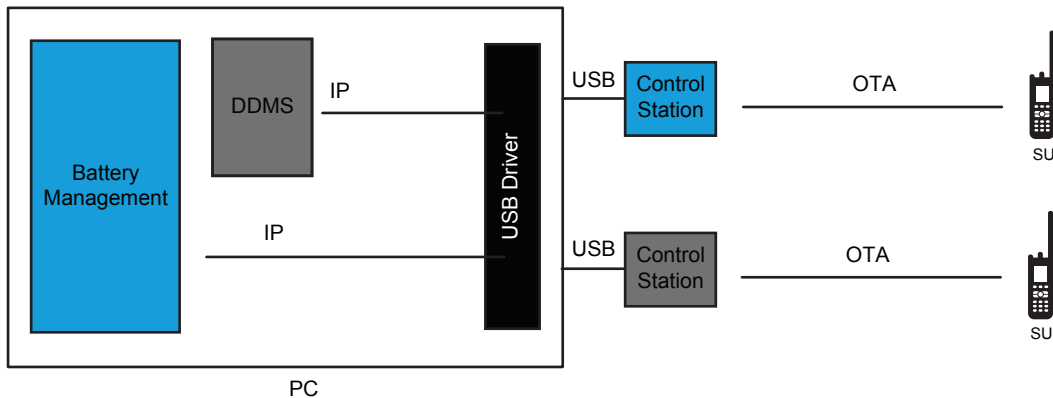 Battery
Management
DDMS
IP
IP
USB Driver
PC
USB
Control
Station
OTA
SU
USB
Control
Station
OTA
SU